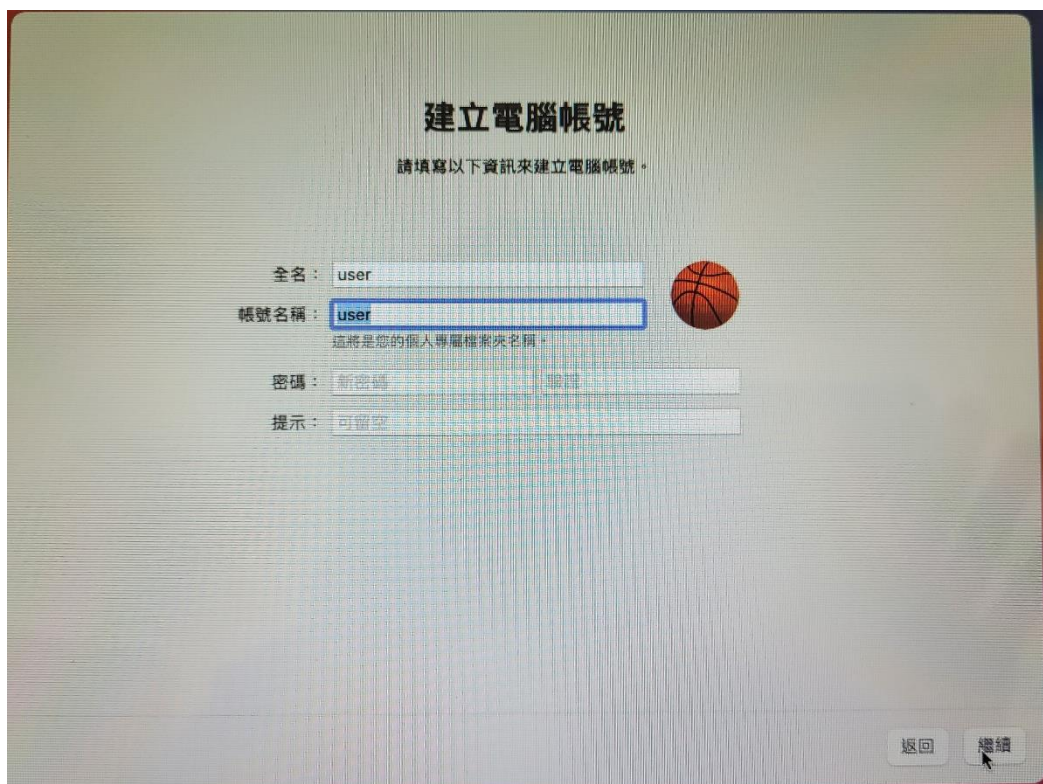 建立電腦帳號
請填寫以下資訊來建立電腦帳號。
全名： user
帳號名稱： user
這將是您的個人專屬檔案夾名稱。
密碼： 新密碼 驗證
提示： 可留空
返回 繼續